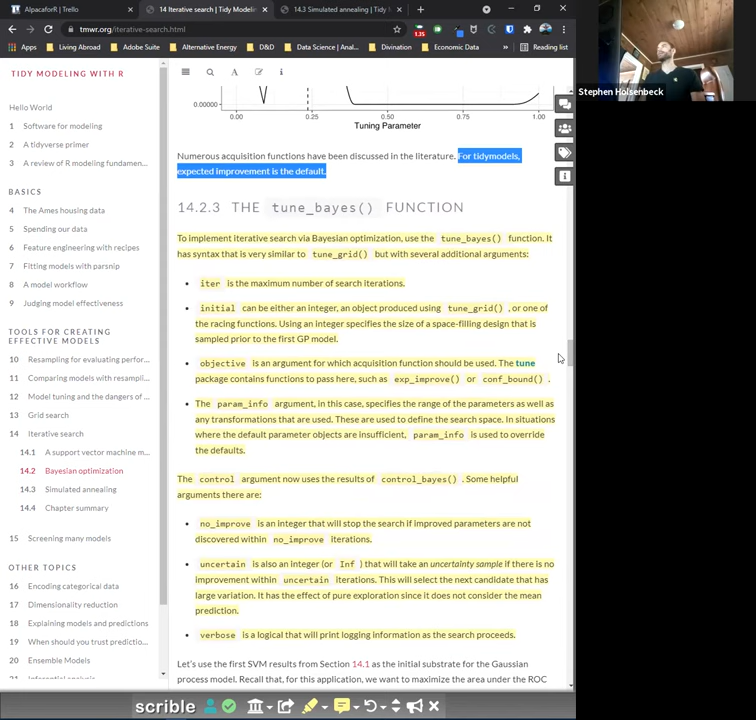 AlpacaforR | Trello
14 Iterative search | Tidy Modelin
14.3 Simulated annealing | Tidy
tmwr.org/iterative-search.html
1.35
Apps
Living Abroad
Adobe Suite
Alternative Energy
D&D
Data Science | Anal...
Divination
Economic Data
Reading list
TIDY MODELING WITH R
Hello World
1 Software for modeling
2 A tidyverse primer
3 A review of R modeling fundamen...
BASICS
4 The Ames housing data
5 Spending our data
6 Feature engineering with recipes
7 Fitting models with parsnip
8 A model workflow
9 Judging model effectiveness
TOOLS FOR CREATING
EFFECTIVE MODELS
10 Resampling for evaluating perfor...
11 Comparing models with resampli...
12 Model tuning and the dangers of ...
13 Grid search
14 Iterative search
14.1 A support vector machine m...
14.2 Bayesian optimization
14.3 Simulated annealing
14.4 Chapter summary
15 Screening many models
OTHER TOPICS
16 Encoding categorical data
17 Dimensionality reduction
18 Explaining models and predictions
19 When should you trust predictio...
20 Ensemble Models
21 Inferential analysis
0.00000
0.00 0.25 0.50 0.75 1.00
Tuning Parameter
Numerous acquisition functions have been discussed in the literature. For tidymodels,
expected improvement is the default.
14.2.3 THE tune_bayes() FUNCTION
To implement iterative search via Bayesian optimization, use the tune_bayes() function. It
has syntax that is very similar to tune_grid() but with several additional arguments:
• iter is the maximum number of search iterations.
• initial can be either an integer, an object produced using tune_grid() , or one of
the racing functions. Using an integer specifies the size of a space-filling design that is
sampled prior to the first GP model.
• objective is an argument for which acquisition function should be used. The tune
package contains functions to pass here, such as exp_improve() or conf_bound() .
• The param_info argument, in this case, specifies the range of the parameters as well as
any transformations that are used. These are used to define the search space. In situations
where the default parameter objects are insufficient, param_info is used to override
the defaults.
The control argument now uses the results of control_bayes() . Some helpful
arguments there are:
• no_improve is an integer that will stop the search if improved parameters are not
discovered within no_improve iterations.
• uncertain is also an integer (or Inf ) that will take an uncertainty sample if there is no
improvement within uncertain iterations. This will select the next candidate that has
large variation. It has the effect of pure exploration since it does not consider the mean
prediction.
• verbose is a logical that will print logging information as the search proceeds.
Let's use the first SVM results from Section 14.1 as the initial substrate for the Gaussian
process model. Recall that, for this application, we want to maximize the area under the ROC
scrible
Stephen Holsenbeck